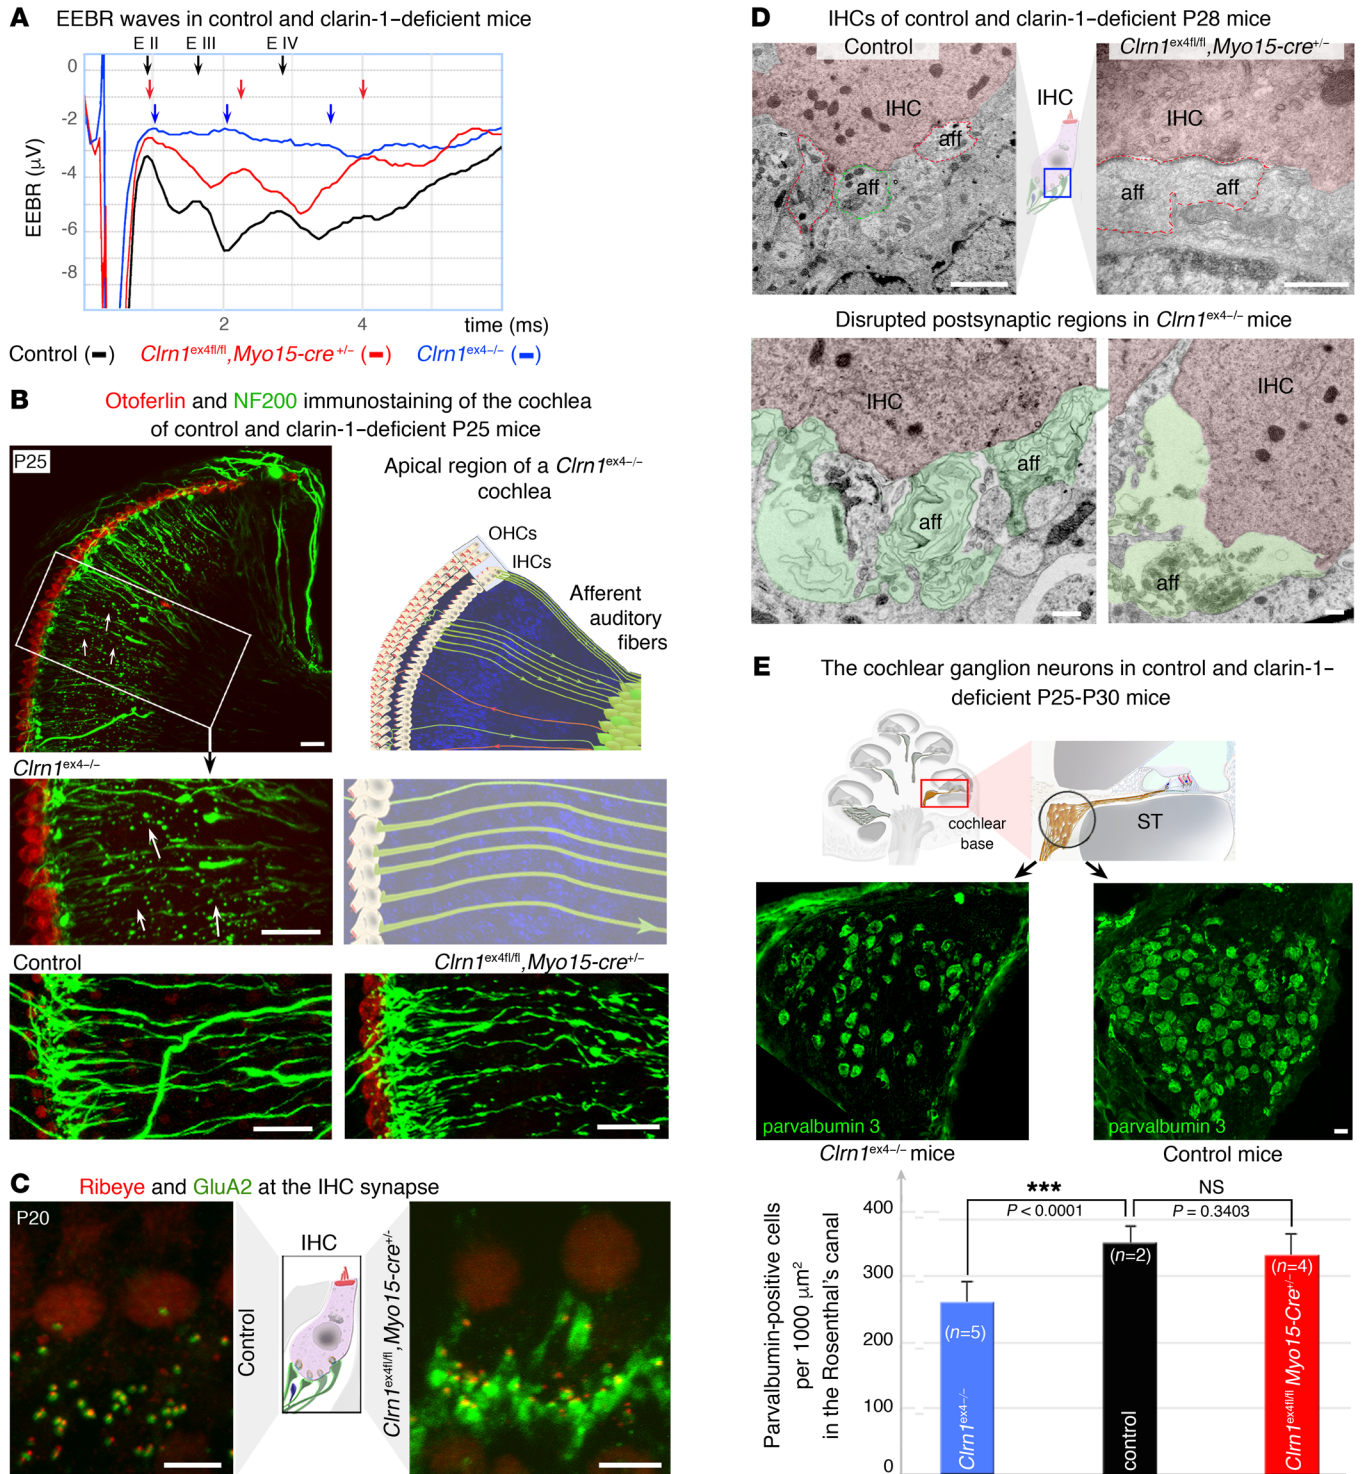 A EEBR waves in control and clarin-1–deficient mice
E II E III E IV
0
-2
-4
-6
-8
EEBR (µV)
2 4 time (ms)
Control (–) Clrn1ex4fl/fl,Myo15-cre+/– (–) Clrn1ex4–/– (–)
B Otoferlin and NF200 immunostaining of the cochlea
of control and clarin-1–deficient P25 mice
P25
Apical region of a Clrn1ex4–/–
cochlea
OHCs
IHCs
Afferent
auditory
fibers
Clrn1ex4–/–
Control Clrn1ex4fl/fl,Myo15-cre+/–
C Ribeye and GluA2 at the IHC synapse
P20
Control
IHC
Clrn1ex4fl/fl,Myo15-cre+/–
D IHCs of control and clarin-1–deficient P28 mice
Control Clrn1ex4fl/fl,Myo15-cre+/–
IHC
aff
aff
IHC
IHC
aff
aff
Disrupted postsynaptic regions in Clrn1ex4–/– mice
IHC
aff
aff
IHC
aff
E The cochlear ganglion neurons in control and clarin-1–
deficient P25-P30 mice
cochlear
base
ST
parvalbumin 3
parvalbumin 3
Clrn1ex4–/– mice Control mice
Parvalbumin-positive cells
per 1000 µm2
in the Rosenthal's canal
400
300
200
100
0
*** NS
P < 0.0001 P = 0.3403
(n=5)
(n=2)
(n=4)
Clrn1ex4–/–
control
Clrn1ex4fl/fl Myo15-Cre+/–